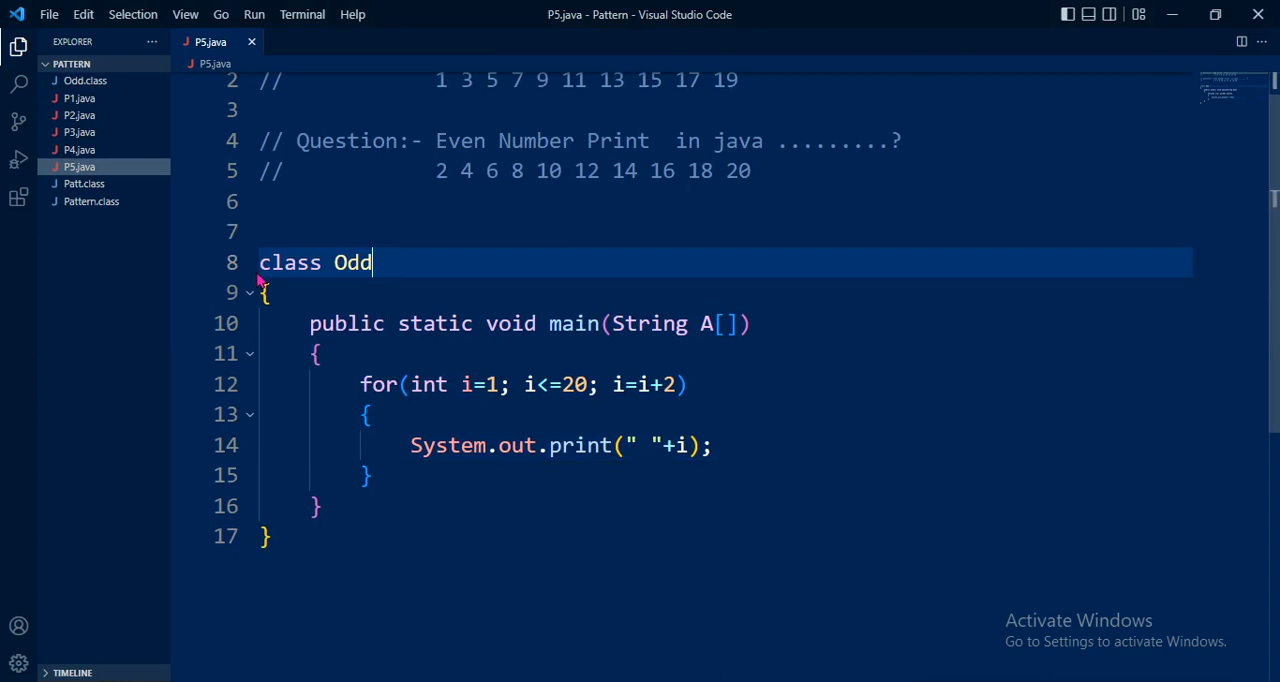 File Edit Selection View Go Run Terminal Help P5.java - Pattern - Visual Studio Code
EXPLORER ... J P5.java ×
PATTERN
J P5.java
J Odd.class
J P1.java
J P2.java
J P3.java
J P4.java
J P5.java
J Patt.class
J Pattern.class
2 // 1 3 5 7 9 11 13 15 17 19
3
4 // Question:- Even Number Print in java .........?
5 // 2 4 6 8 10 12 14 16 18 20
6
7
8 class Odd
9 {
10 public static void main(String A[])
11 {
12 for(int i=1; i<=20; i=i+2)
13 {
14 System.out.print(" "+i);
15 }
16 }
17 }
Activate Windows
Go to Settings to activate Windows.
TIMELINE